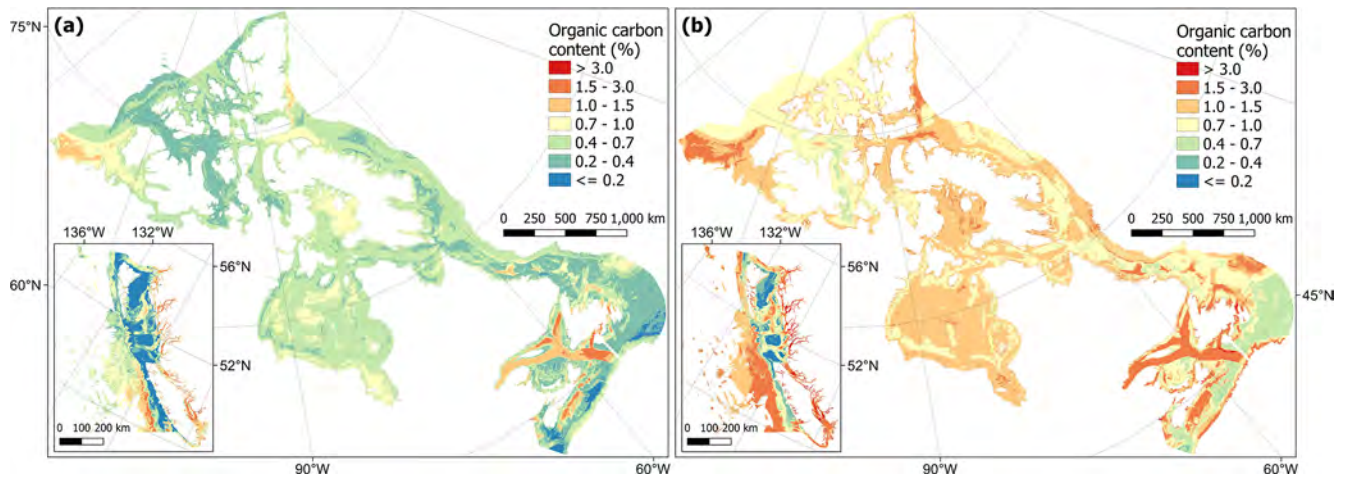 75°N
(a)
Organic carbon
content (%)
> 3.0
1.5 - 3.0
1.0 - 1.5
0.7 - 1.0
0.4 - 0.7
0.2 - 0.4
<= 0.2
0 250 500 750 1,000 km
136°W 132°W
56°N
52°N
0 100 200 km
60°N
90°W 60°W
(b)
Organic carbon
content (%)
> 3.0
1.5 - 3.0
1.0 - 1.5
0.7 - 1.0
0.4 - 0.7
0.2 - 0.4
<= 0.2
0 250 500 750 1,000 km
136°W 132°W
56°N
52°N
0 100 200 km
45°N
90°W 60°W